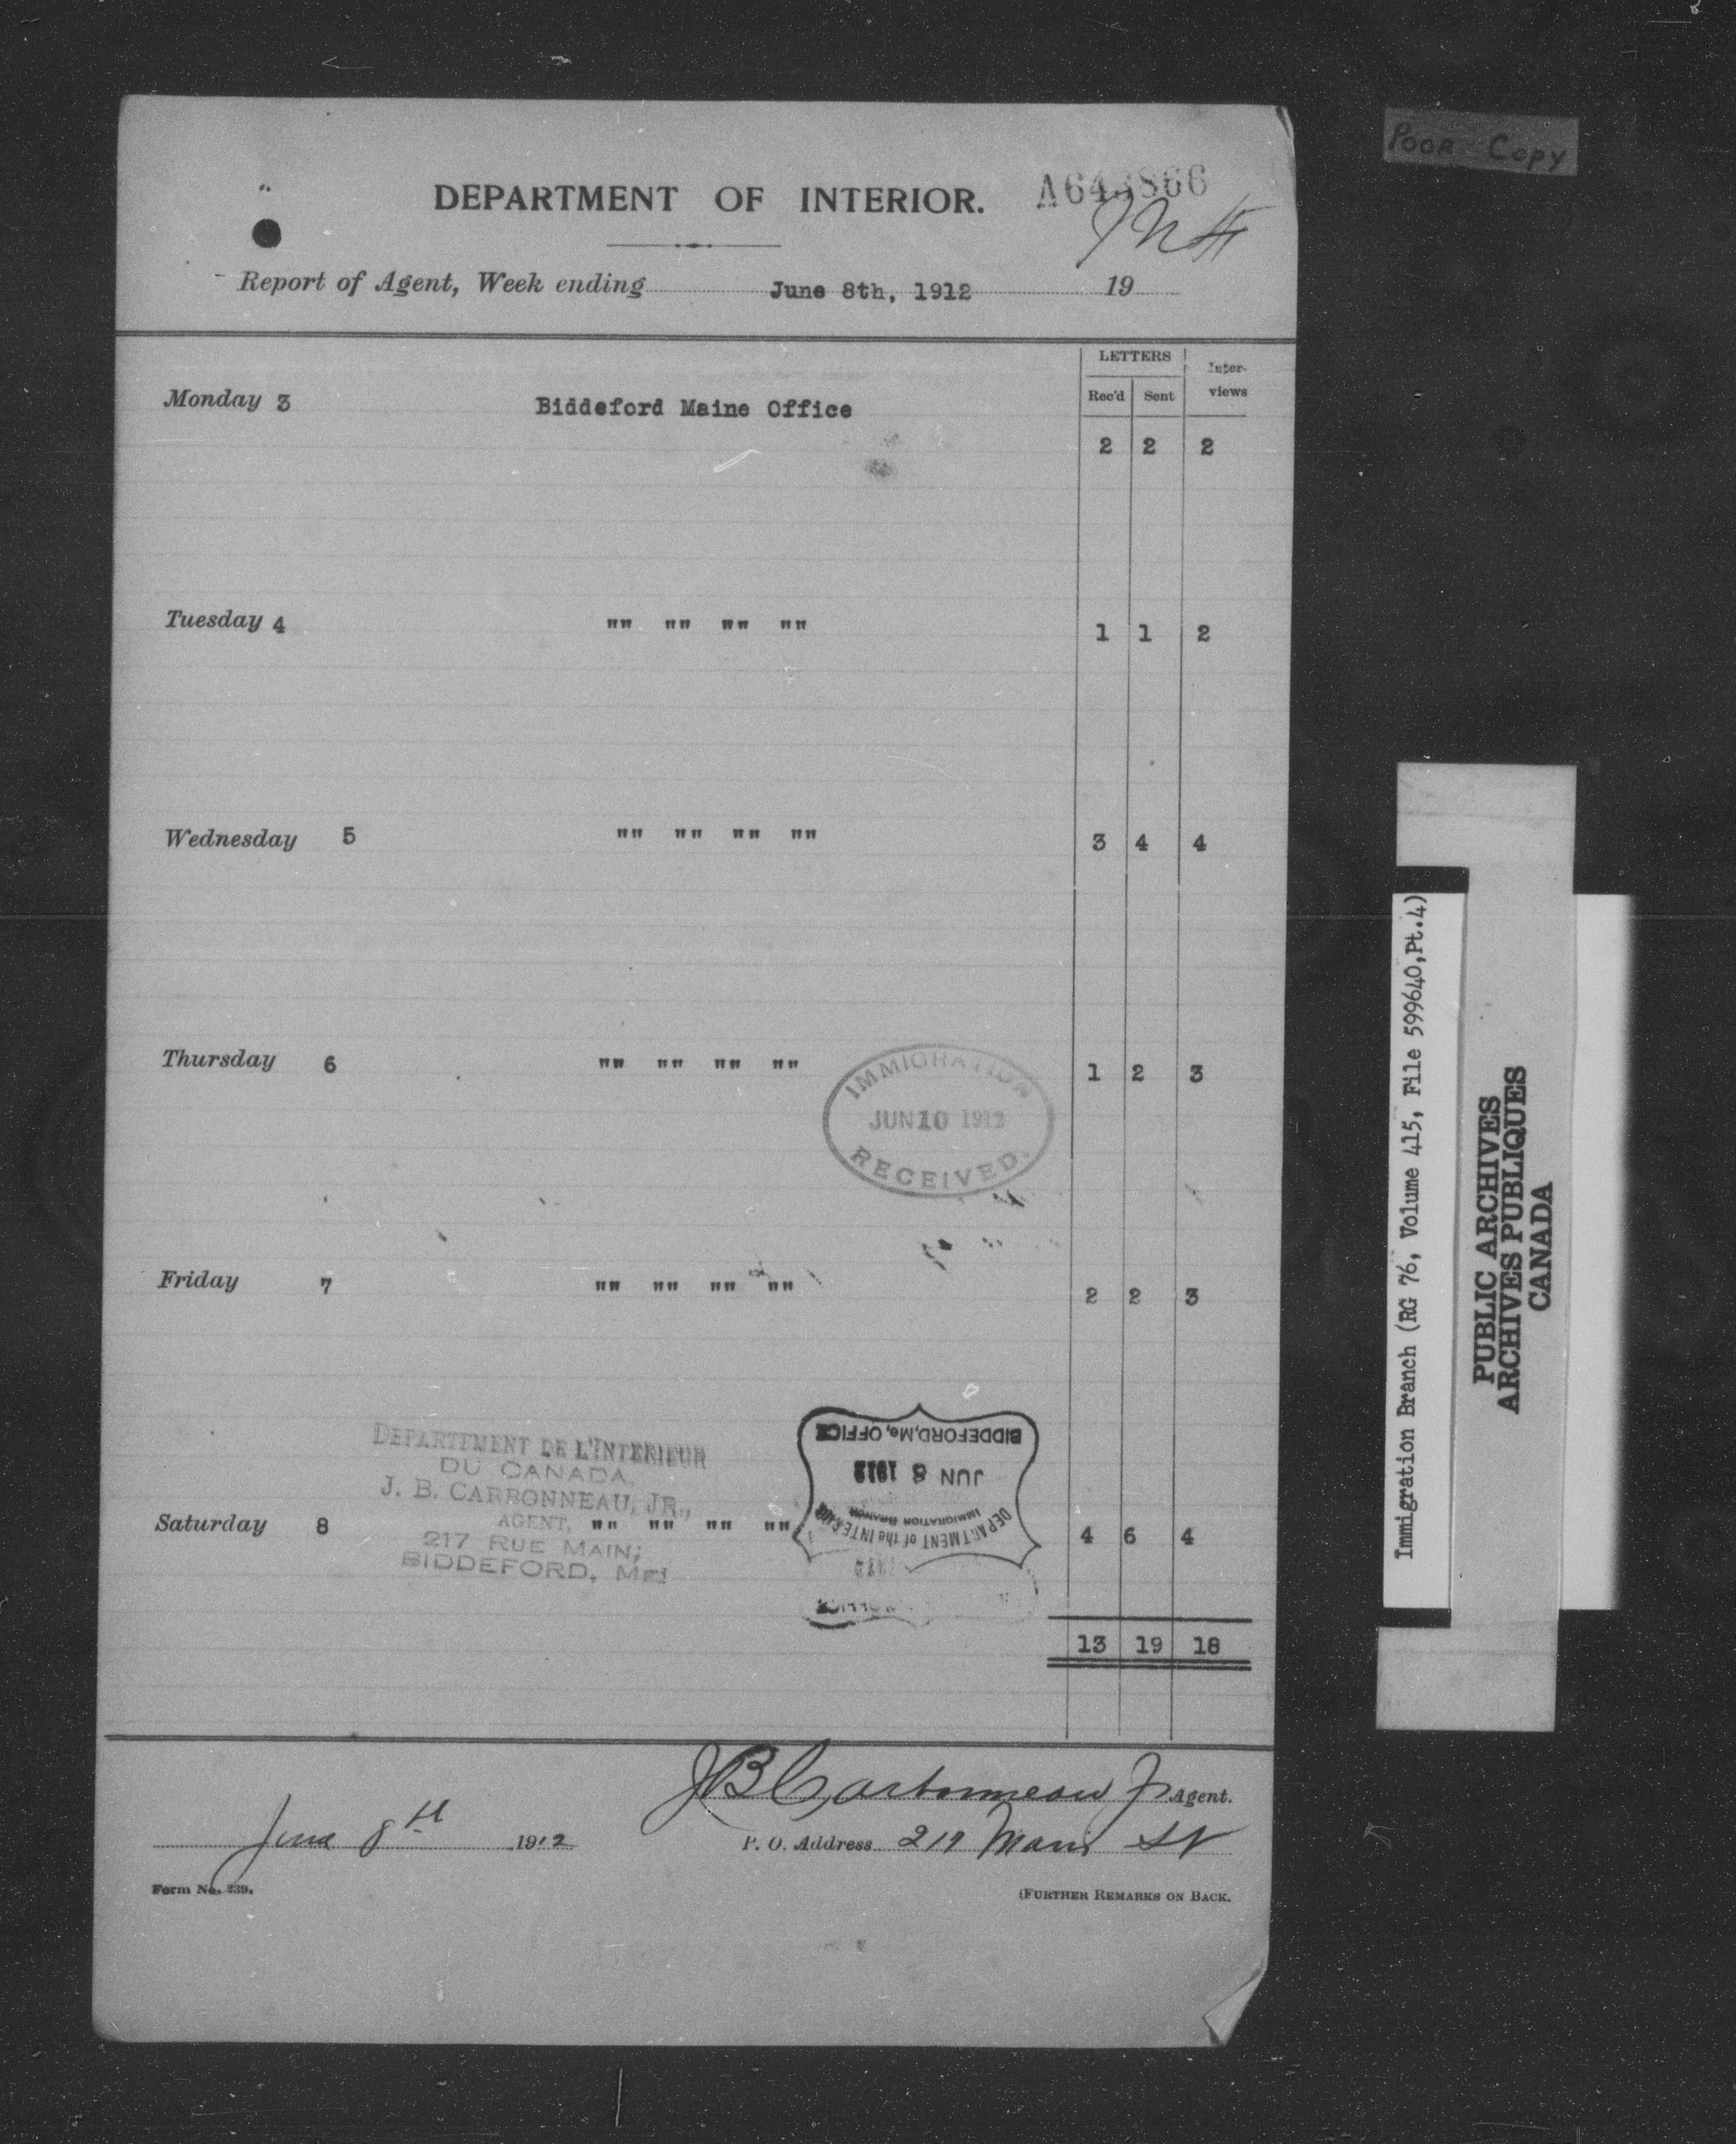 POOR COPY
DEPARTMENT OF INTERIOR.
Report of Agent, Week ending June 8th, 1912 19
LETTERS Inter-views
Rec'd Sent
Monday 3 Biddeford Maine Office
2 2 2
Tuesday 4 "" "" "" "" 1 1 2
Wednesday 5 "" "" "" "" 3 4 4
Thursday 6 "" "" "" "" 1 2 3
IMMIGRATION
JUN 10 1912
RECEIVED.
Friday 7 "" "" "" "" 2 2 3
DEPARTEMENT DE L'INTERIEUR
DU CANADA,
J. B. CARBONNEAU, JR.,
AGENT,
217 RUE MAIN,
BIDDEFORD, Me.
BIDDEFORD, Me, OFFICE
JUN 8 1912
IMMIGRATION BRANCH
DEPARTMENT of the INTERIOR
Saturday 8 "" "" "" "" 4 6 4
13 19 18
J B Carbonneau Jr Agent.
June 8th 1912 P. O. Address 217 Main St
Form No. 239.
(FURTHER REMARKS ON BACK.
Immigration Branch (RG 76, Volume 415, File 599640,Pt.4)
PUBLIC ARCHIVES
ARCHIVES PUBLIQUES
CANADA